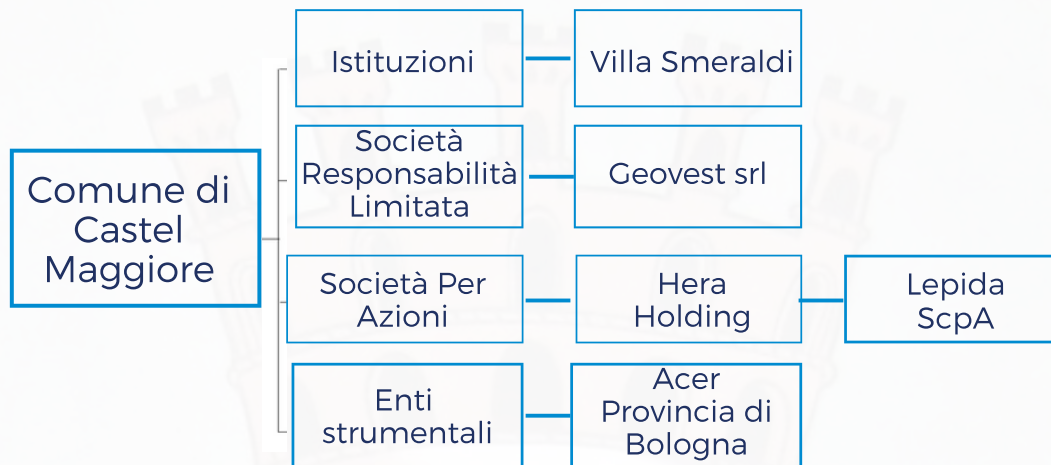 Istituzioni
Villa Smeraldi
Società
Responsabilità
Limitata
Geovest srl
Comune di
Castel
Maggiore
Società Per
Azioni
Hera
Holding
Lepida
ScpA
Enti
strumentali
Acer
Provincia di
Bologna